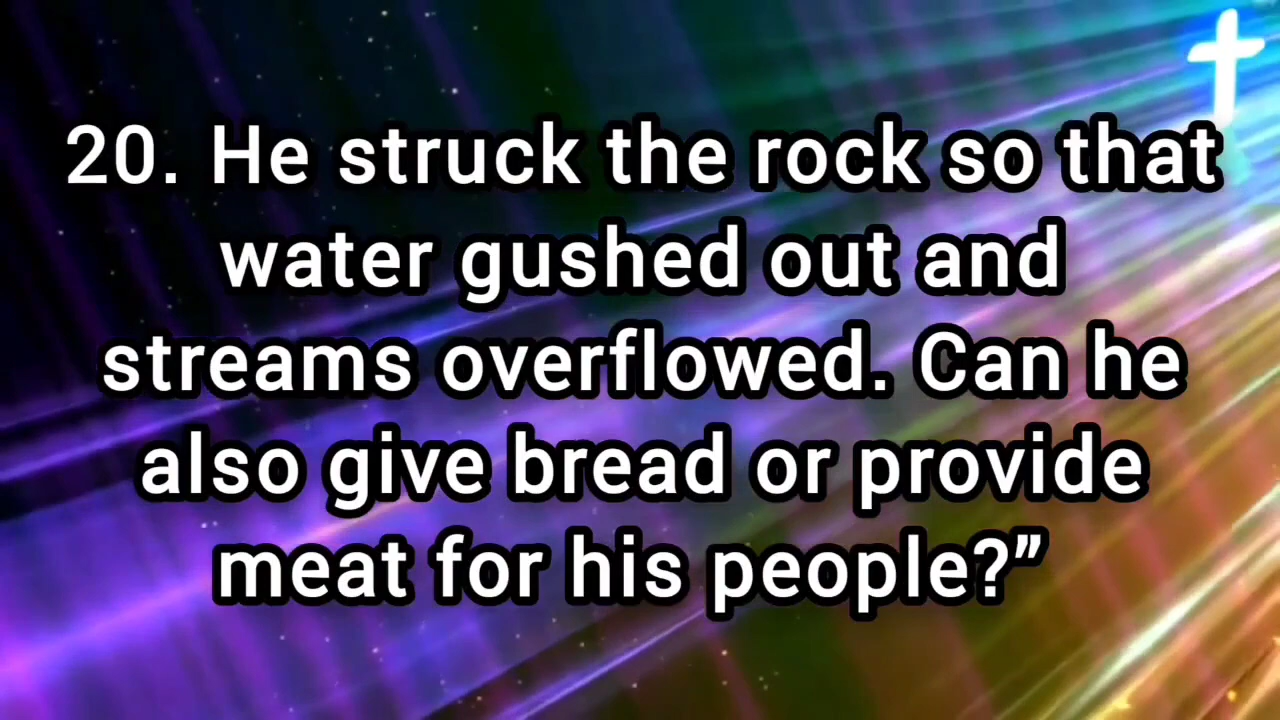 20. He struck the rock so that
water gushed out and
streams overflowed. Can he
also give bread or provide
meat for his people?”